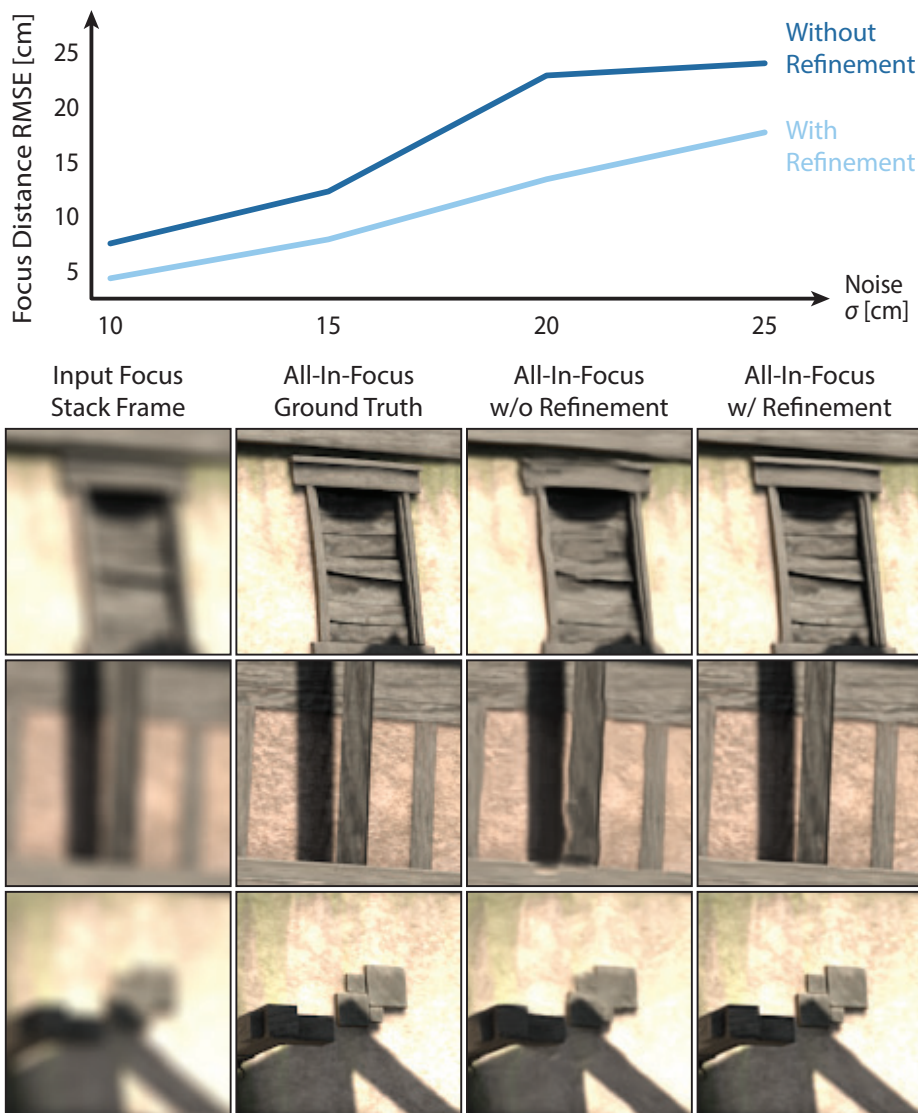 Focus Distance RMSE [cm]
25
20
15
10
5
Without
Refinement
With
Refinement
10
15
20
25
Noise
σ [cm]
Input Focus
Stack Frame
All-In-Focus
Ground Truth
All-In-Focus
w/o Refinement
All-In-Focus
w/ Refinement